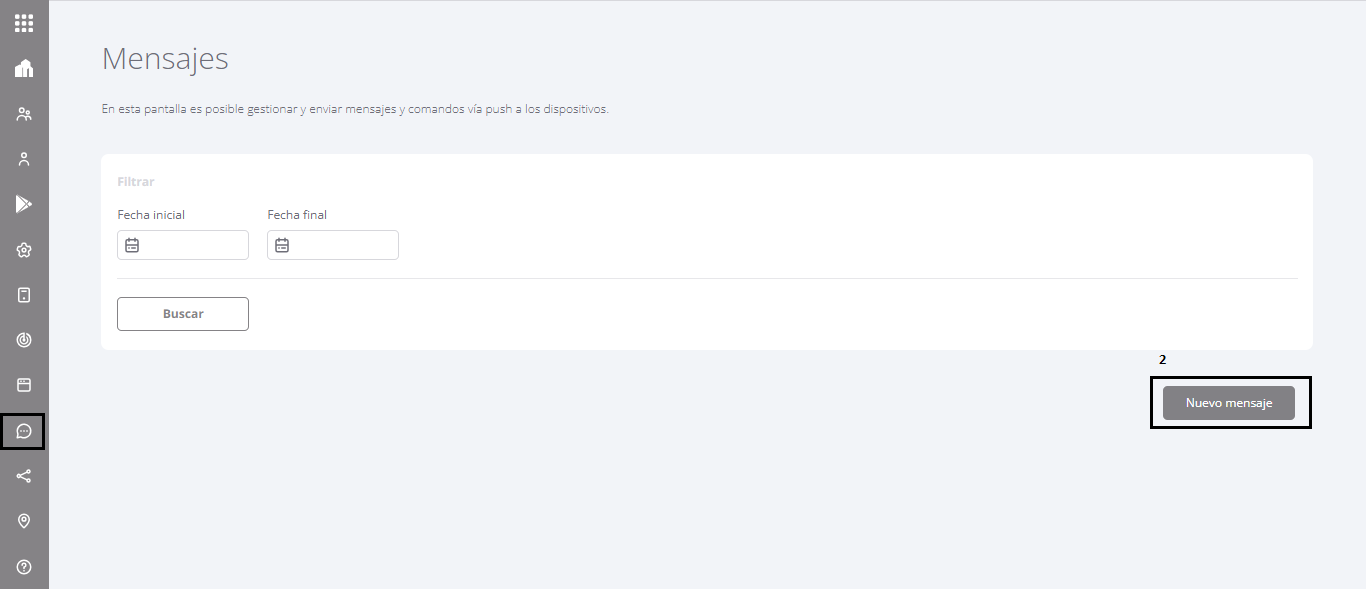 Mensajes
En esta pantalla es posible gestionar y enviar mensajes y comandos vía push a los dispositivos.
Filtrar
Fecha inicial Fecha final
Buscar
2
Nuevo mensaje